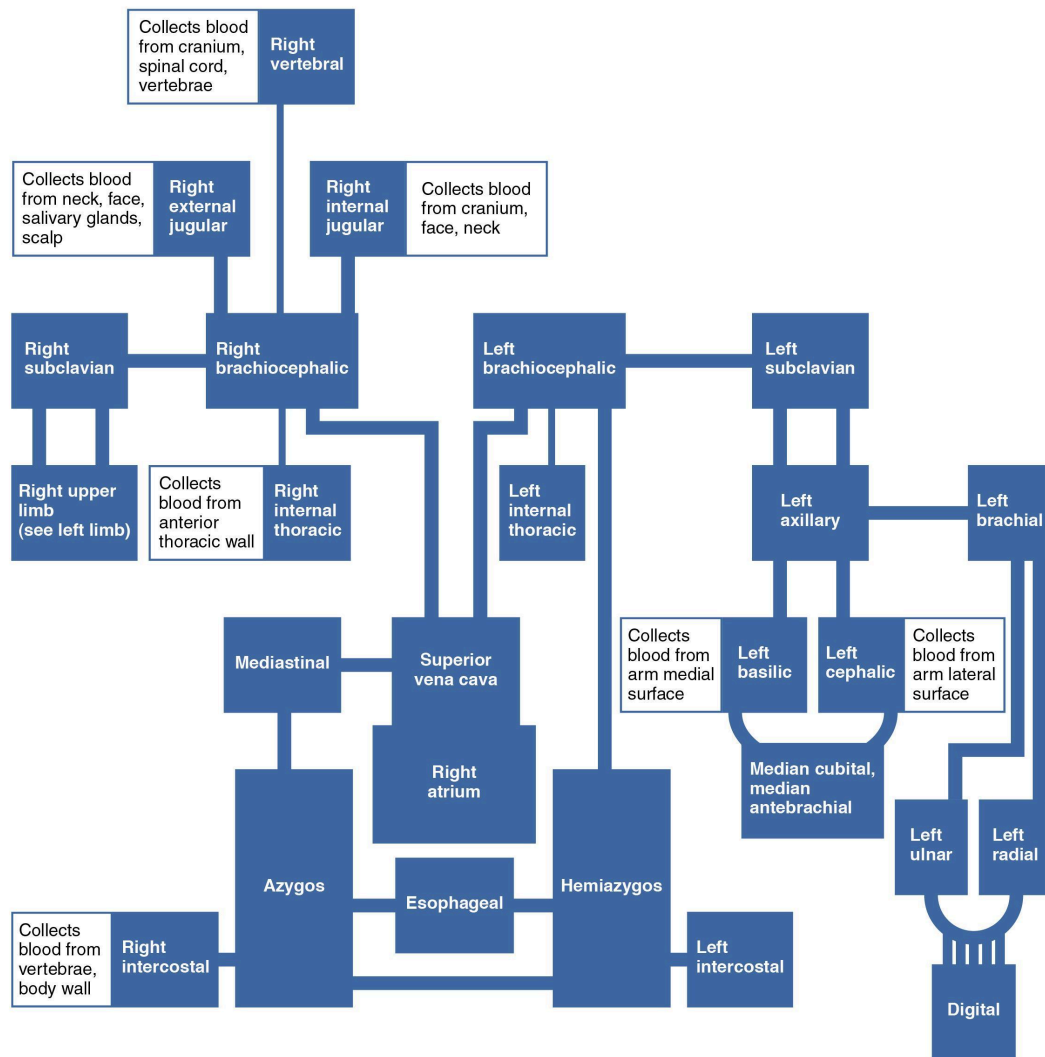 Collects blood
from cranium,
spinal cord,
vertebrae
Right
vertebral
Collects blood
from neck, face,
salivary glands,
scalp
Right
external
jugular
Right
internal
jugular
Collects blood
from cranium,
face, neck
Right
subclavian
Right
brachiocephalic
Left
brachiocephalic
Left
subclavian
Right upper
limb
(see left limb)
Collects
blood from
anterior
thoracic wall
Right
internal
thoracic
Left
internal
thoracic
Left
axillary
Left
brachial
Mediastinal
Superior
vena cava
Collects
blood from
arm medial
surface
Left
basilic
Left
cephalic
Collects
blood from
arm lateral
surface
Right
atrium
Median cubital,
median
antebrachial
Left
ulnar
Left
radial
Azygos
Esophageal
Hemiazygos
Collects
blood from
vertebrae,
body wall
Right
intercostal
Left
intercostal
Digital